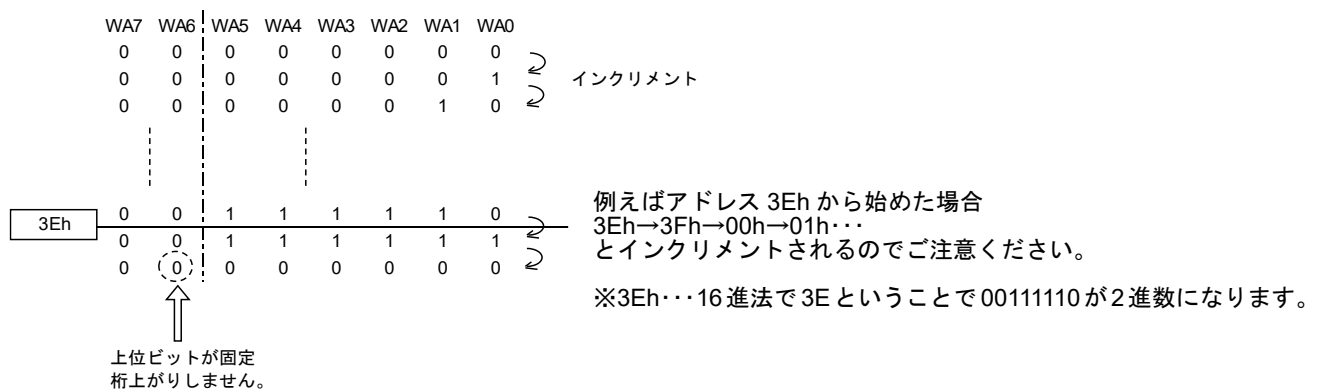 WA7 WA6 WA5 WA4 WA3 WA2 WA1 WA0
0 0 0 0 0 0 0 0
0 0 0 0 0 0 0 1 インクリメント
0 0 0 0 0 0 1 0
3Eh 0 0 1 1 1 1 1 0
0 0 1 1 1 1 1 1
0 0 0 0 0 0 0 0
例えばアドレス 3Eh から始めた場合
3Eh→3Fh→00h→01h･･･
とインクリメントされるのでご注意ください。
※3Eh･･･16 進法で 3E ということで 00111110 が 2 進数になります。
上位ビットが固定
桁上がりしません。